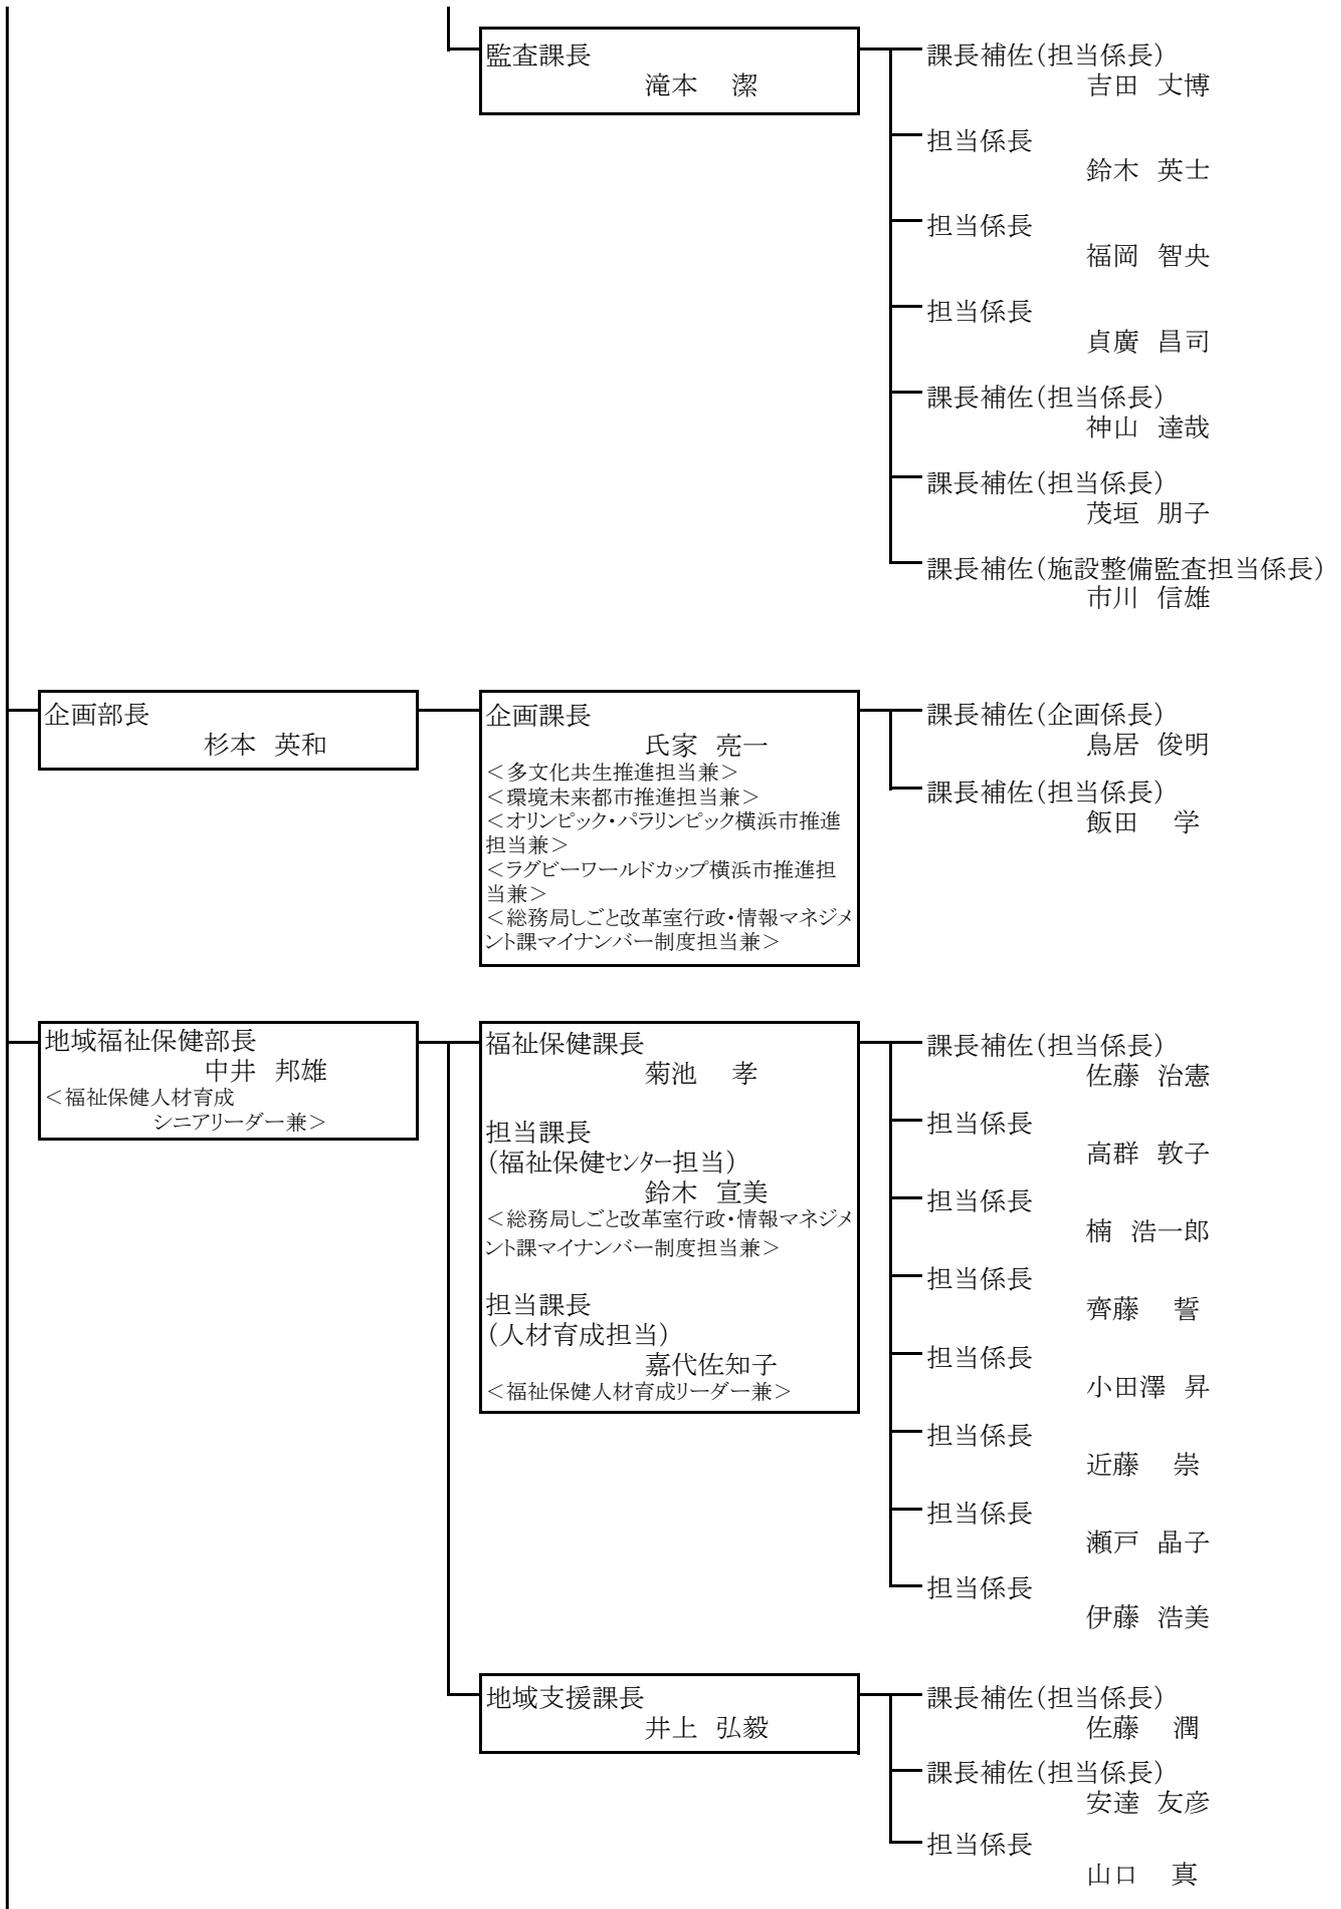 監査課長
滝本 潔
課長補佐(担当係長)
吉田 丈博
担当係長
鈴木 英士
担当係長
福岡 智央
担当係長
貞廣 昌司
課長補佐(担当係長)
神山 達哉
課長補佐(担当係長)
茂垣 朋子
課長補佐(施設整備監査担当係長)
市川 信雄
企画部長
杉本 英和
企画課長
氏家 亮一
<多文化共生推進担当兼>
<環境未来都市推進担当兼>
<オリンピック・パラリンピック横浜市推進
担当兼>
<ラグビーワールドカップ横浜市推進担
当兼>
<総務局しごと改革室行政・情報マネジメ
ント課マイナンバー制度担当兼>
課長補佐(企画係長)
鳥居 俊明
課長補佐(担当係長)
飯田 学
地域福祉保健部長
中井 邦雄
<福祉保健人材育成
シニアリーダー兼>
福祉保健課長
菊池 孝
担当課長
(福祉保健センター担当)
鈴木 宣美
<総務局しごと改革室行政・情報マネジメ
ント課マイナンバー制度担当兼>
担当課長
(人材育成担当)
嘉代佐知子
<福祉保健人材育成リーダー兼>
課長補佐(担当係長)
佐藤 治憲
担当係長
高群 敦子
担当係長
楠 浩一郎
担当係長
齊藤 誓
担当係長
小田澤 昇
担当係長
近藤 崇
担当係長
瀬戸 晶子
担当係長
伊藤 浩美
地域支援課長
井上 弘毅
課長補佐(担当係長)
佐藤 潤
課長補佐(担当係長)
安達 友彦
担当係長
山口 真